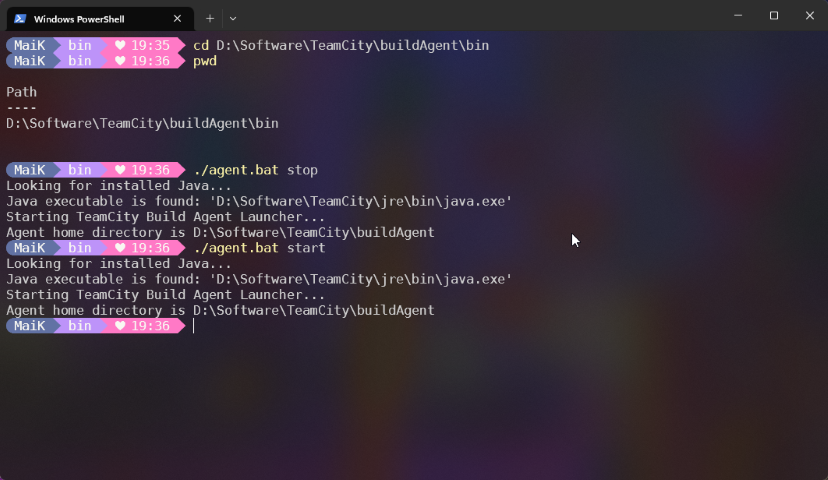 Windows PowerShell
MaiK bin ♥ 19:35 cd D:\Software\TeamCity\buildAgent\bin
MaiK bin ♥ 19:36 pwd
Path
----
D:\Software\TeamCity\buildAgent\bin
MaiK bin ♥ 19:36 ./agent.bat stop
Looking for installed Java...
Java executable is found: 'D:\Software\TeamCity\jre\bin\java.exe'
Starting TeamCity Build Agent Launcher...
Agent home directory is D:\Software\TeamCity\buildAgent
MaiK bin ♥ 19:36 ./agent.bat start
Looking for installed Java...
Java executable is found: 'D:\Software\TeamCity\jre\bin\java.exe'
Starting TeamCity Build Agent Launcher...
Agent home directory is D:\Software\TeamCity\buildAgent
MaiK bin ♥ 19:36